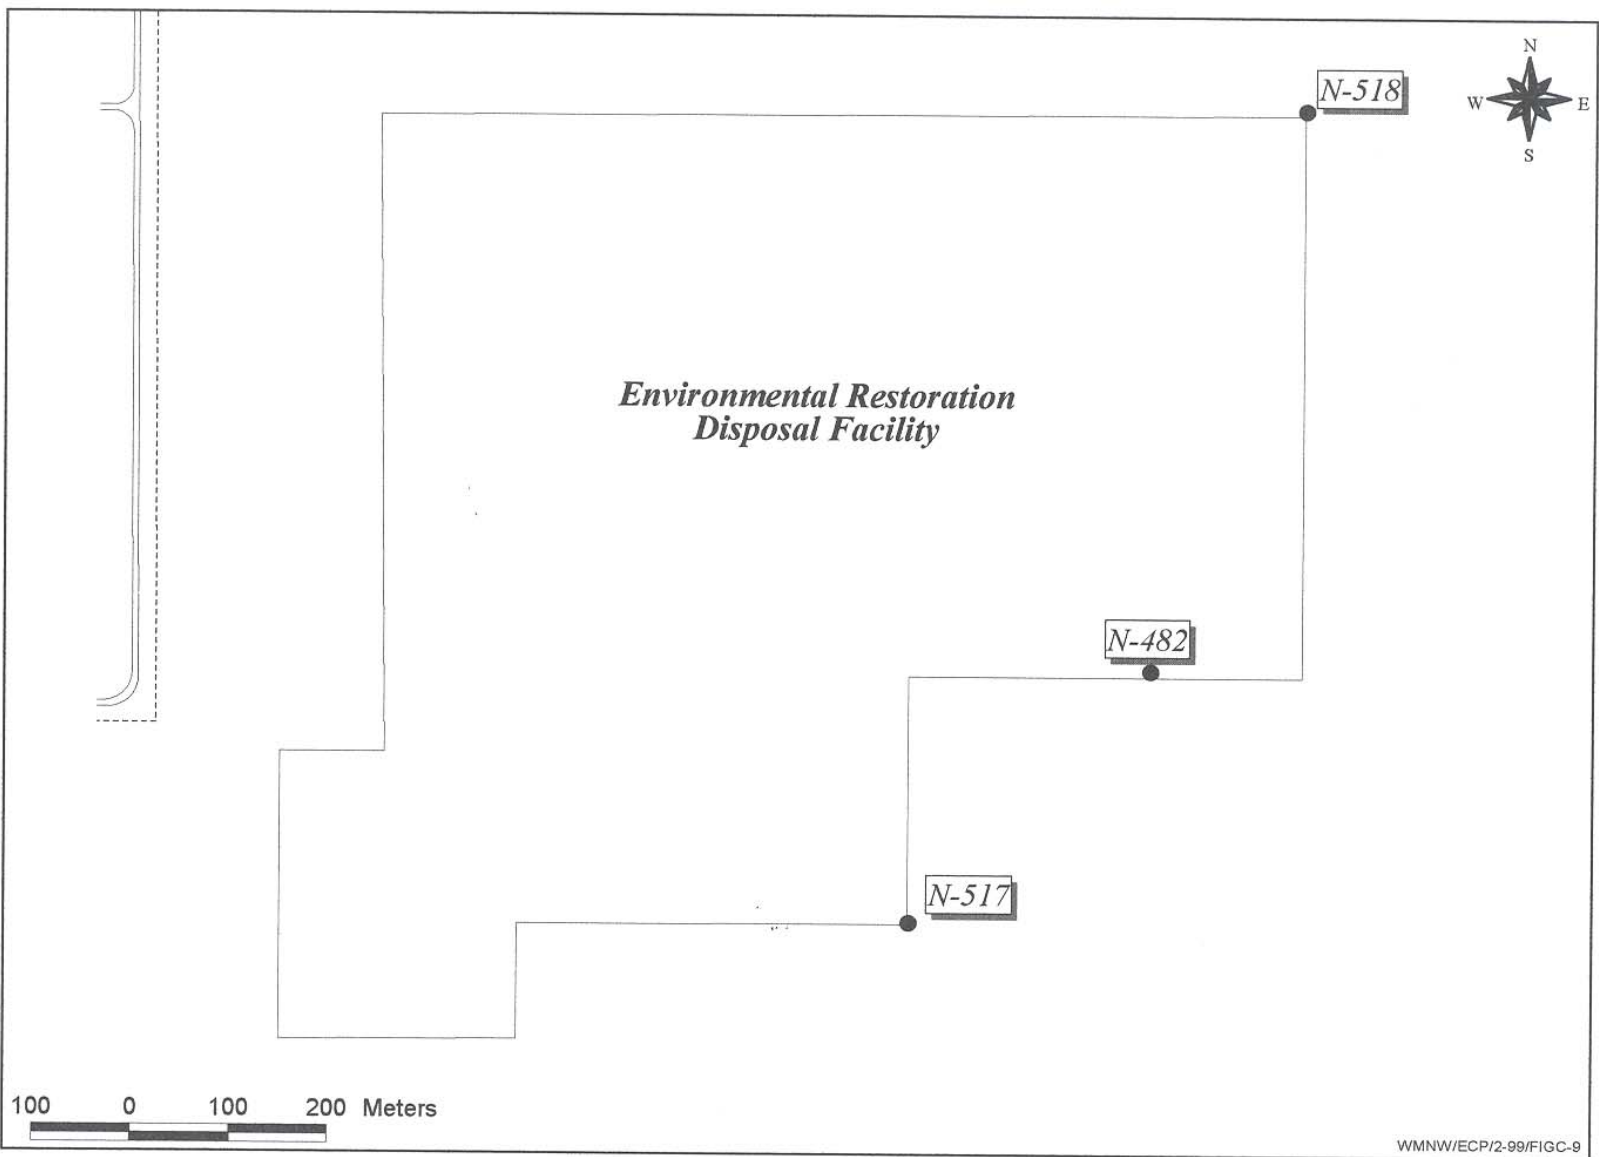 N
N-518
W E
S
Environmental Restoration
Disposal Facility
N-482
N-517
100 0 100 200 Meters
WMNW/ECP/2-99/FIGC-9